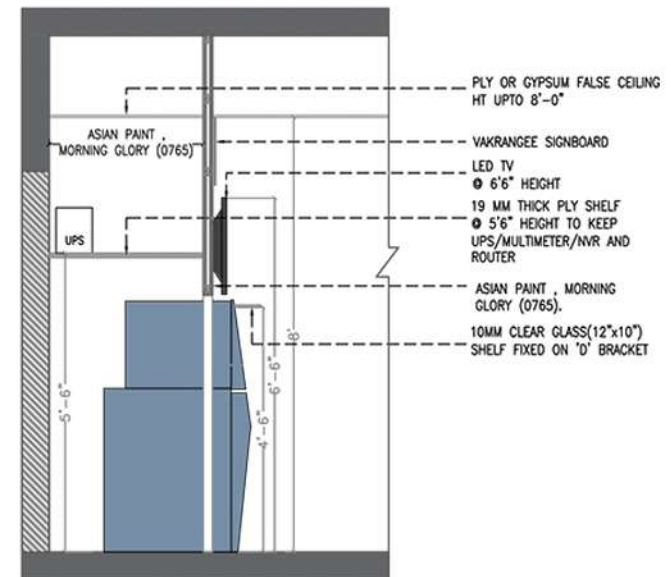 PLY OR GYPSUM FALSE CEILING
HT UPTO 8'-0"
ASIAN PAINT ,
MORNING GLORY (0765)
VAKRANGEE SIGNBOARD
LED TV
@ 6'6" HEIGHT
19 MM THICK PLY SHELF
@ 5'6" HEIGHT TO KEEP
UPS/MULTIMETER/NVR AND
ROUTER
UPS
ASIAN PAINT , MORNING
GLORY (0765).
10MM CLEAR GLASS(12"x10")
SHELF FIXED ON 'D' BRACKET
5'-6"
4'-6"
6'-6"
8'